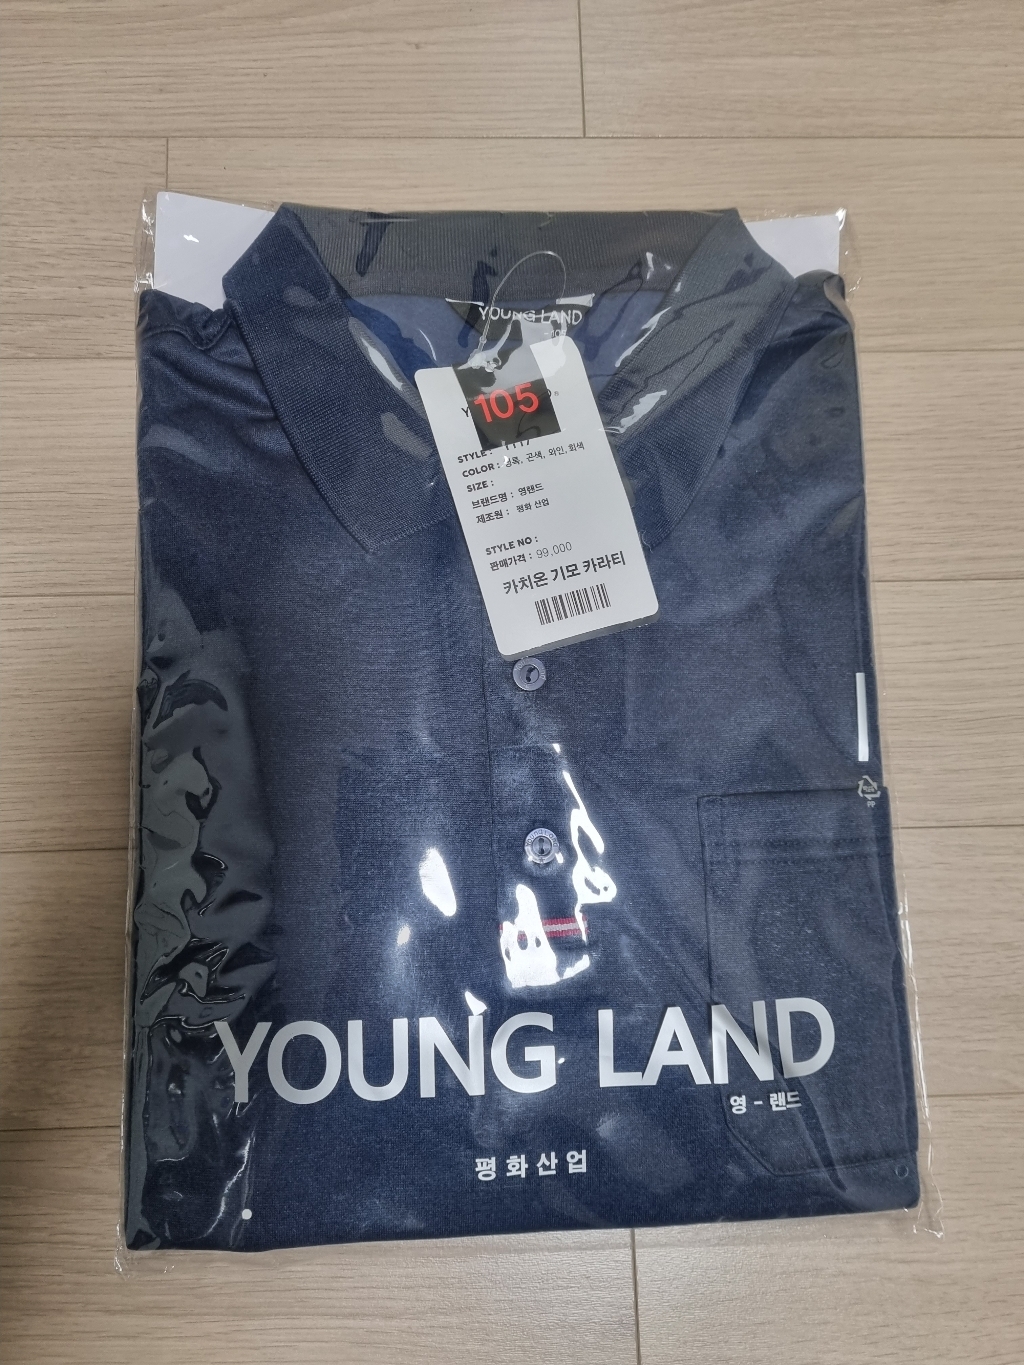 YOUNG LAND
105
STYLE :
COLOR : 청록, 곤색, 와인, 회색
SIZE :
브랜드명 : 영랜드
제조원 : 평화 산업
STYLE NO :
판매가격 : 99,000
카치온 기모 카라티
YOUNG LAND
영 - 랜드
평화산업